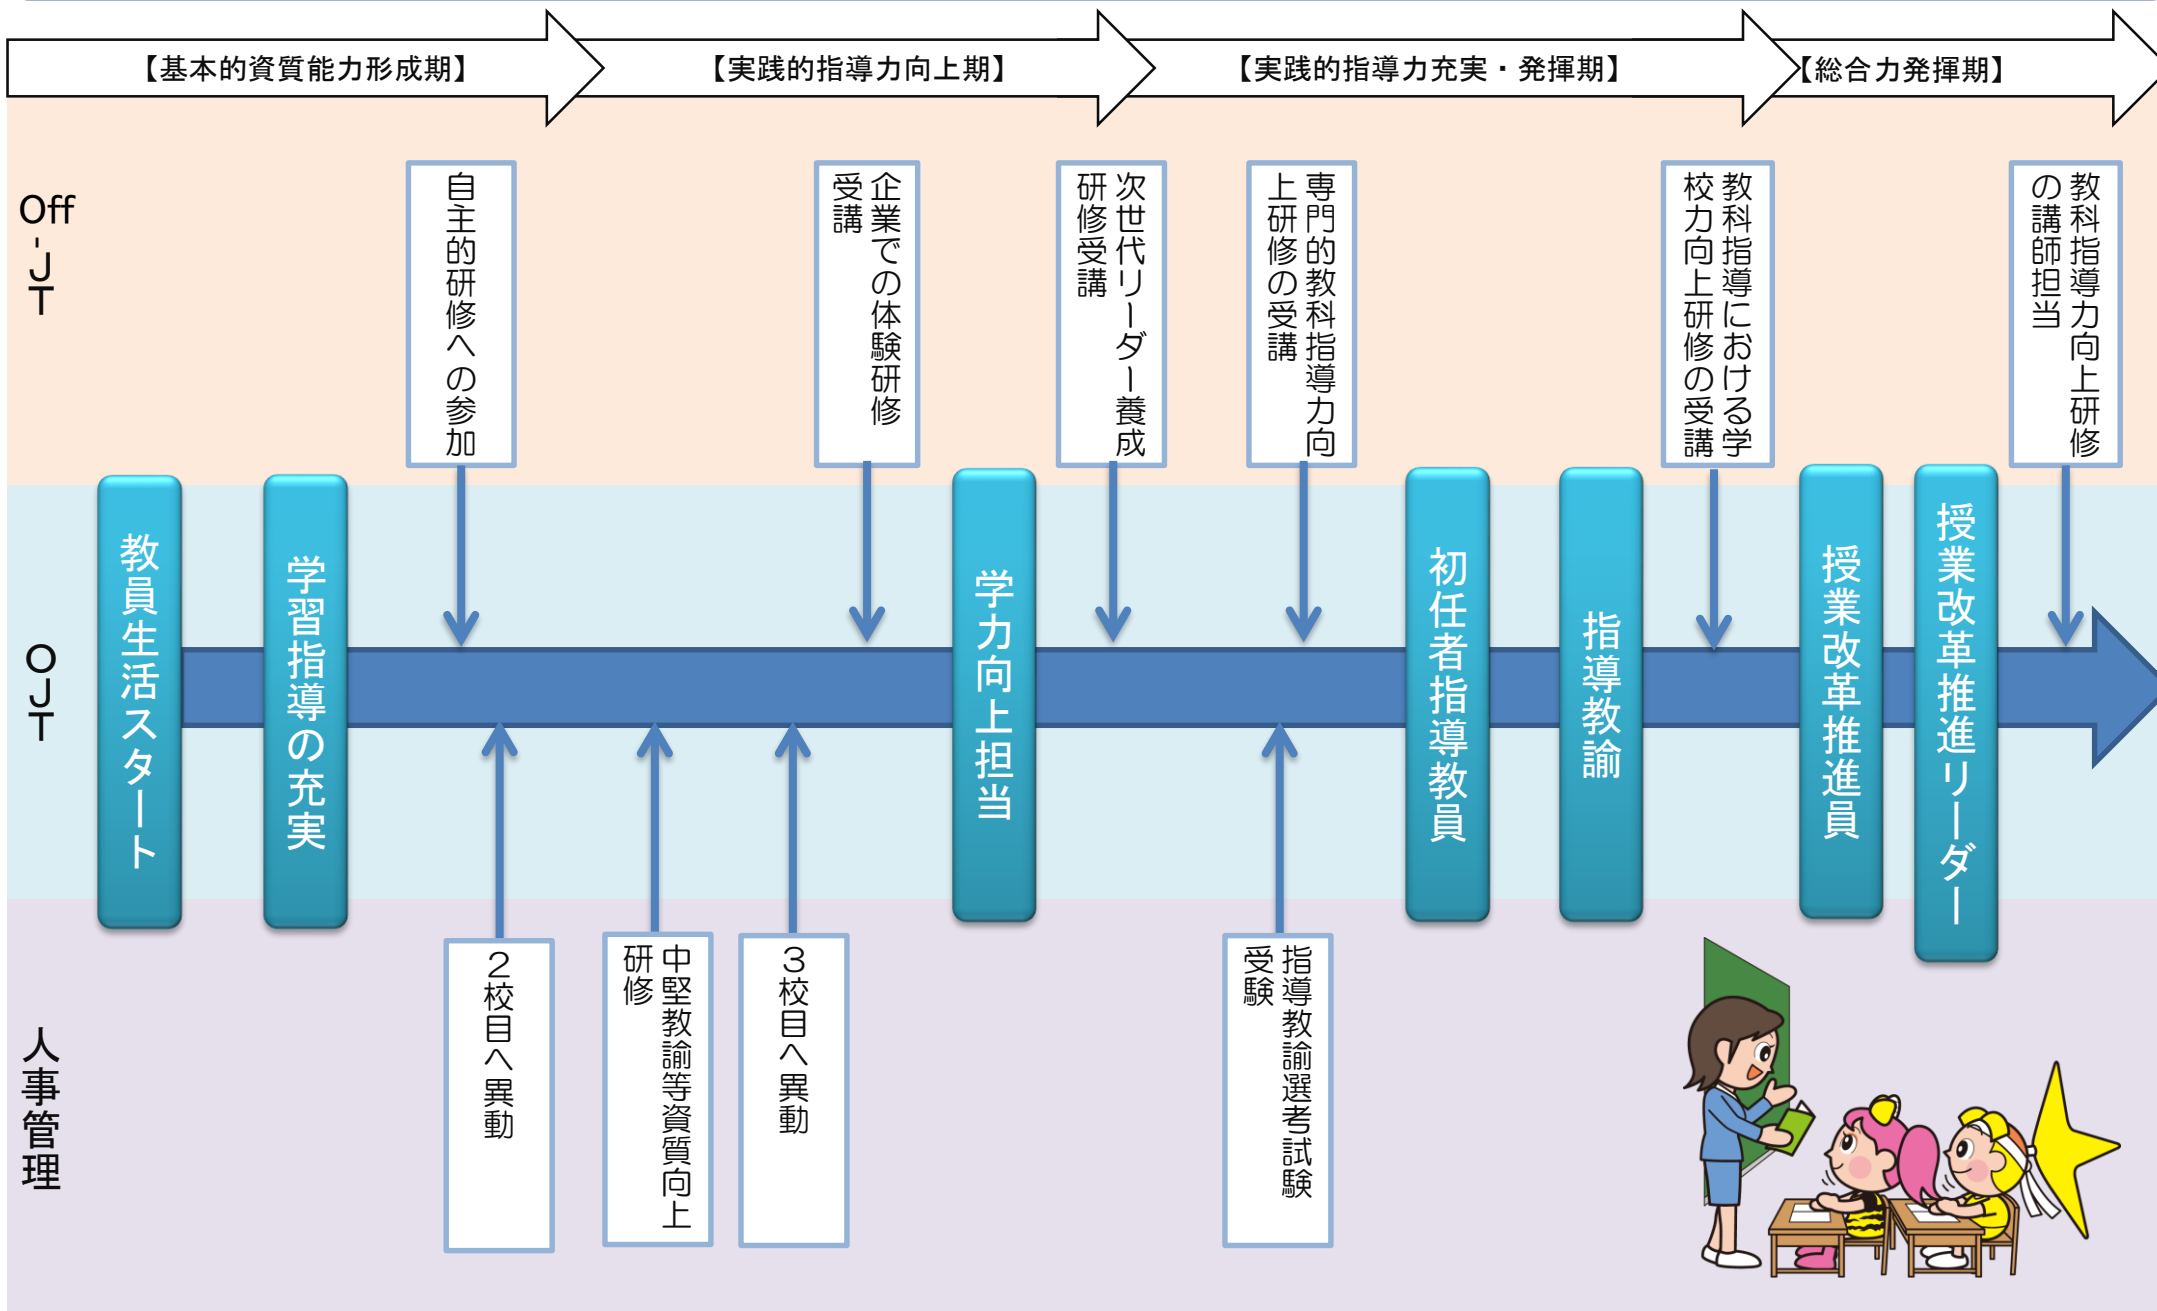 【基本的資質能力形成期】
【実践的指導力向上期】
【実践的指導力充実・発揮期】
【総合力発揮期】
Off-JT
自主的研修への参加
企業での体験研修
受講
次世代リーダー養成
研修受講
専門的教科指導力向
上研修の受講
教科指導における学
校力向上研修の受講
教科指導力向上研修
の講師担当
OJT
教員生活スタート
学習指導の充実
学力向上担当
初任者指導教員
指導教諭
授業改革推進員
授業改革推進リーダー
人事管理
２校目へ異動
中堅教諭等資質向上
研修
３校目へ異動
指導教諭選考試験
受験